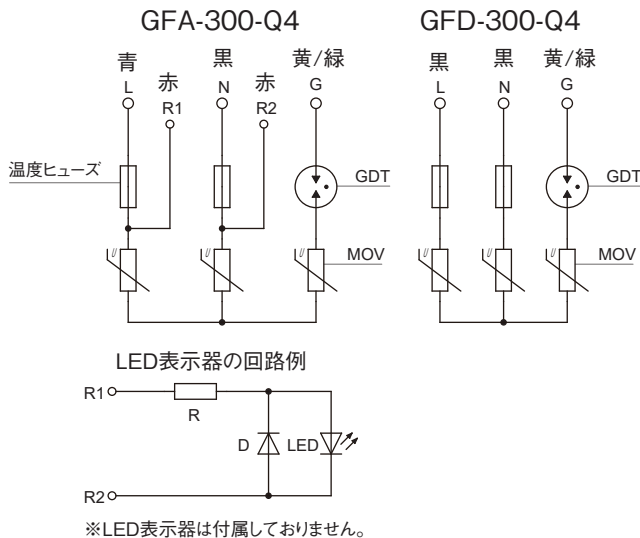 GFA-300-Q4
GFD-300-Q4
青
赤
黒
赤
黄/緑
L
R1
N
R2
G
黒
黒
黄/緑
L
N
G
温度ヒューズ
GDT
GDT
U
U
U
MOV
U
U
U
MOV
LED表示器の回路例
R1
R
D
LED
R2
※LED表示器は付属しておりません。